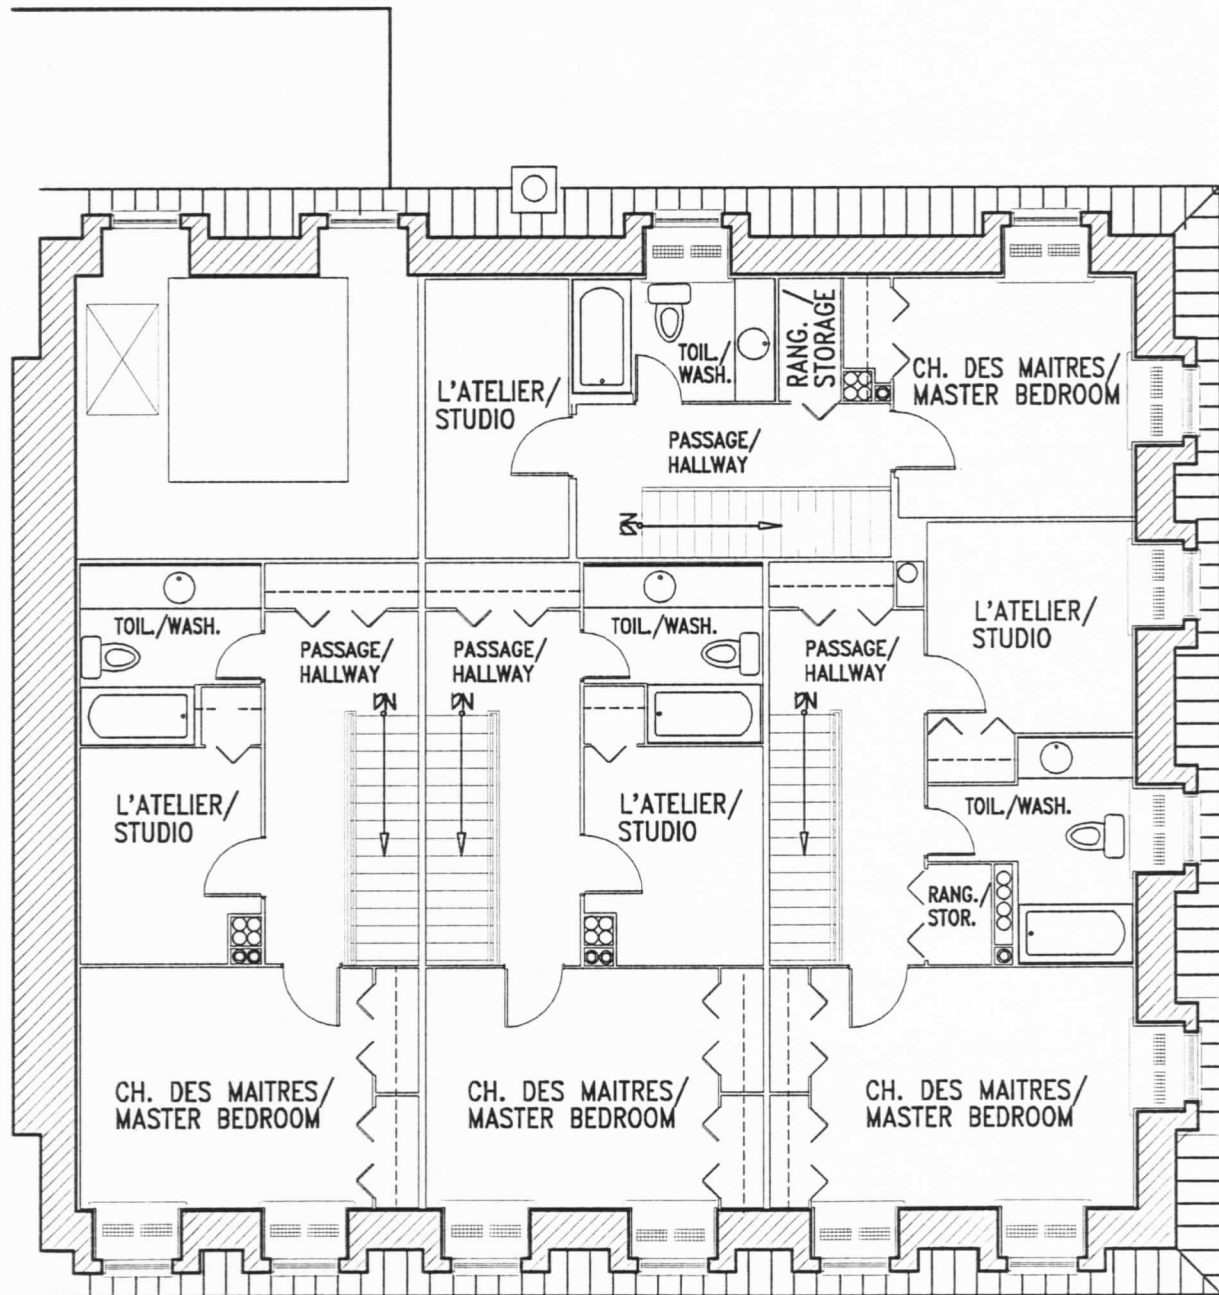 L'ATELIER/
STUDIO
TOIL./
WASH.
RANG./
STORAGE
CH. DES MAITRES/
MASTER BEDROOM
PASSAGE/
HALLWAY
DN
L'ATELIER/
STUDIO
TOIL./WASH.
PASSAGE/
HALLWAY
DN
PASSAGE/
HALLWAY
DN
TOIL./WASH.
PASSAGE/
HALLWAY
DN
L'ATELIER/
STUDIO
L'ATELIER/
STUDIO
TOIL./WASH.
RANG./
STOR.
CH. DES MAITRES/
MASTER BEDROOM
CH. DES MAITRES/
MASTER BEDROOM
CH. DES MAITRES/
MASTER BEDROOM